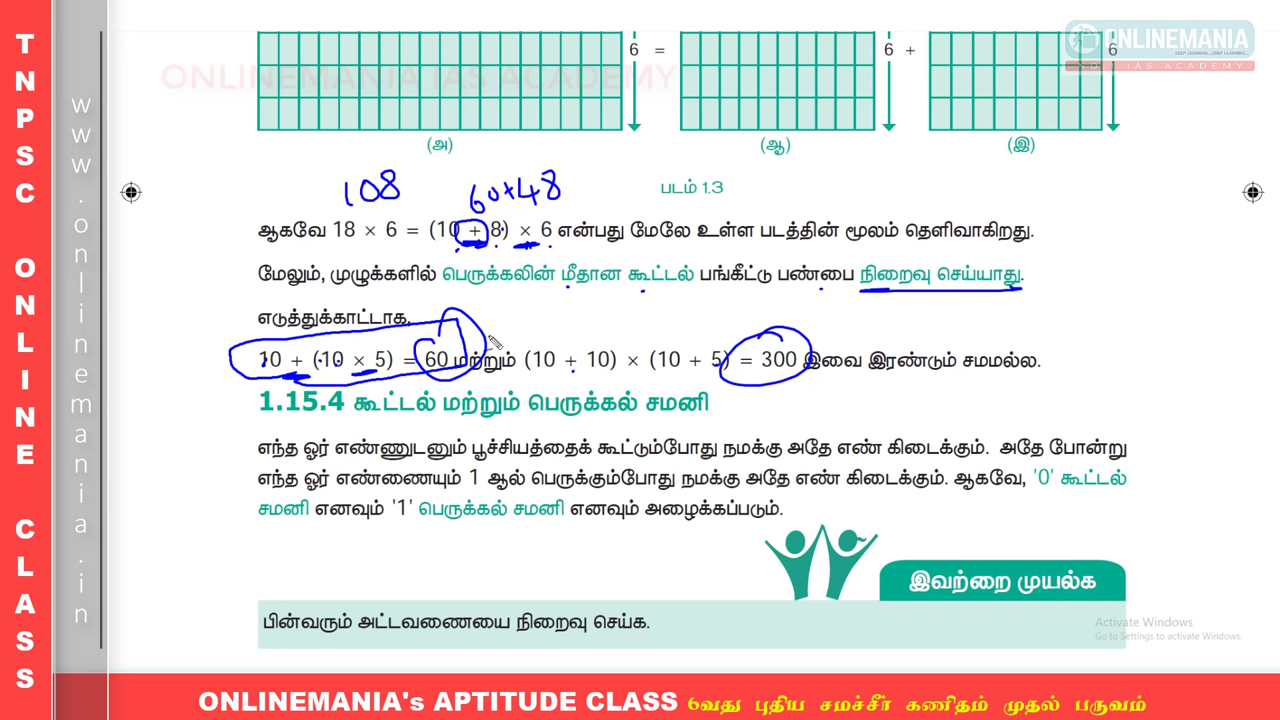 TNPSC ONLINE CLASS
www.onlinemania.in
ONLINEMANIA
ONLINEMANIA IAS ACADEMY
6 = 6 + 6
(அ) (ஆ) (இ)
படம் 1.3
108 60+48
ஆகவே 18 × 6 = (10 + 8) × 6 என்பது மேலே உள்ள படத்தின் மூலம் தெளிவாகிறது.
மேலும், முழுக்களில் பெருக்கலின் மீதான கூட்டல் பங்கீட்டு பண்பை நிறைவு செய்யாது.
எடுத்துக்காட்டாக,
10 + (10 × 5) = 60 மற்றும் (10 + 10) × (10 + 5) = 300 இவை இரண்டும் சமமல்ல.
1.15.4 கூட்டல் மற்றும் பெருக்கல் சமனி
எந்த ஓர் எண்ணுடனும் பூச்சியத்தைக் கூட்டும்போது நமக்கு அதே எண் கிடைக்கும். அதே போன்று
எந்த ஓர் எண்ணையும் 1 ஆல் பெருக்கும்போது நமக்கு அதே எண் கிடைக்கும். ஆகவே, '0' கூட்டல்
சமனி எனவும் '1' பெருக்கல் சமனி எனவும் அழைக்கப்படும்.
இவற்றை முயல்க
பின்வரும் அட்டவணையை நிறைவு செய்க.
Activate Windows
Go to Settings to activate Windows.
ONLINEMANIA's APTITUDE CLASS 6வது புதிய சமச்சீர் கணிதம் முதல் பருவம்